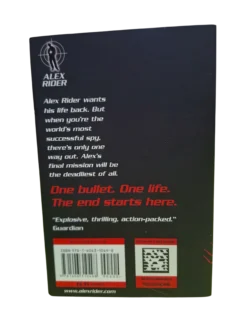 ALEX
RIDER
Alex Rider wants
his life back. But
when you're the
world's most
successful spy,
there's only one
way out. Alex's
final mission will be
the deadliest of all.
One bullet. One life.
The end starts here.
"Explosive, thrilling, action-packed."
Guardian
www.alexrider.com